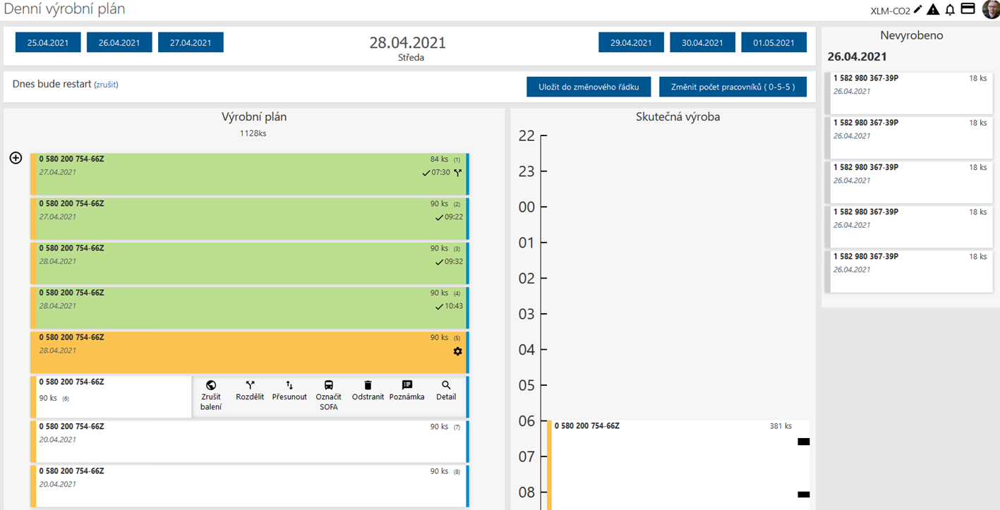 Denní výrobní plán
XLM-CO2
25.04.2021 26.04.2021 27.04.2021
28.04.2021
Středa
29.04.2021 30.04.2021 01.05.2021
Dnes bude restart (zrušit)
Uložit do změnového řádku
Změnit počet pracovníků ( 0-5-5 )
Výrobní plán
1128ks
0 580 200 754-66Z 84 ks (1)
27.04.2021 07:30
0 580 200 754-66Z 90 ks (2)
27.04.2021 09:22
0 580 200 754-66Z 90 ks (3)
28.04.2021 09:32
0 580 200 754-66Z 90 ks (4)
28.04.2021 10:43
0 580 200 754-66Z 90 ks (5)
28.04.2021
0 580 200 754-66Z
90 ks (6)
Zrušit balení
Rozdělit
Přesunout
Označit SOFA
Odstranit
Poznámka
Detail
0 580 200 754-66Z 90 ks (7)
20.04.2021
0 580 200 754-66Z 90 ks (8)
20.04.2021
Skutečná výroba
22
23
00
01
02
03
04
05
06
0 580 200 754-66Z 381 ks
07
08
Nevyrobeno
26.04.2021
1 582 980 367-39P 18 ks
26.04.2021
1 582 980 367-39P 18 ks
26.04.2021
1 582 980 367-39P 18 ks
26.04.2021
1 582 980 367-39P 18 ks
26.04.2021
1 582 980 367-39P 18 ks
26.04.2021